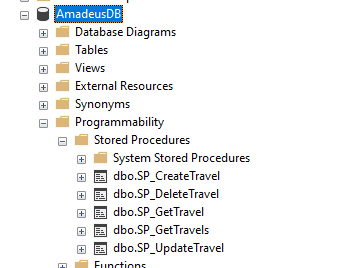 AmadeusDB
Database Diagrams
Tables
Views
External Resources
Synonyms
Programmability
Stored Procedures
System Stored Procedures
dbo.SP_CreateTravel
dbo.SP_DeleteTravel
dbo.SP_GetTravel
dbo.SP_GetTravels
dbo.SP_UpdateTravel
Functions